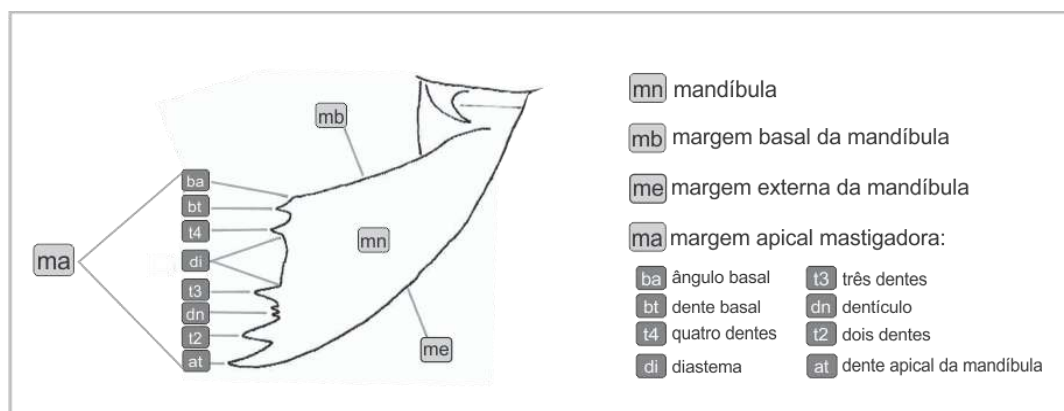 mb
ba
bt
t4
ma
di
mn
t3
dn
t2
me
at
mn mandíbula
mb margem basal da mandíbula
me margem externa da mandíbula
ma margem apical mastigadora:
ba ângulo basal
bt dente basal
t4 quatro dentes
di diastema
t3 três dentes
dn dentículo
t2 dois dentes
at dente apical da mandíbula